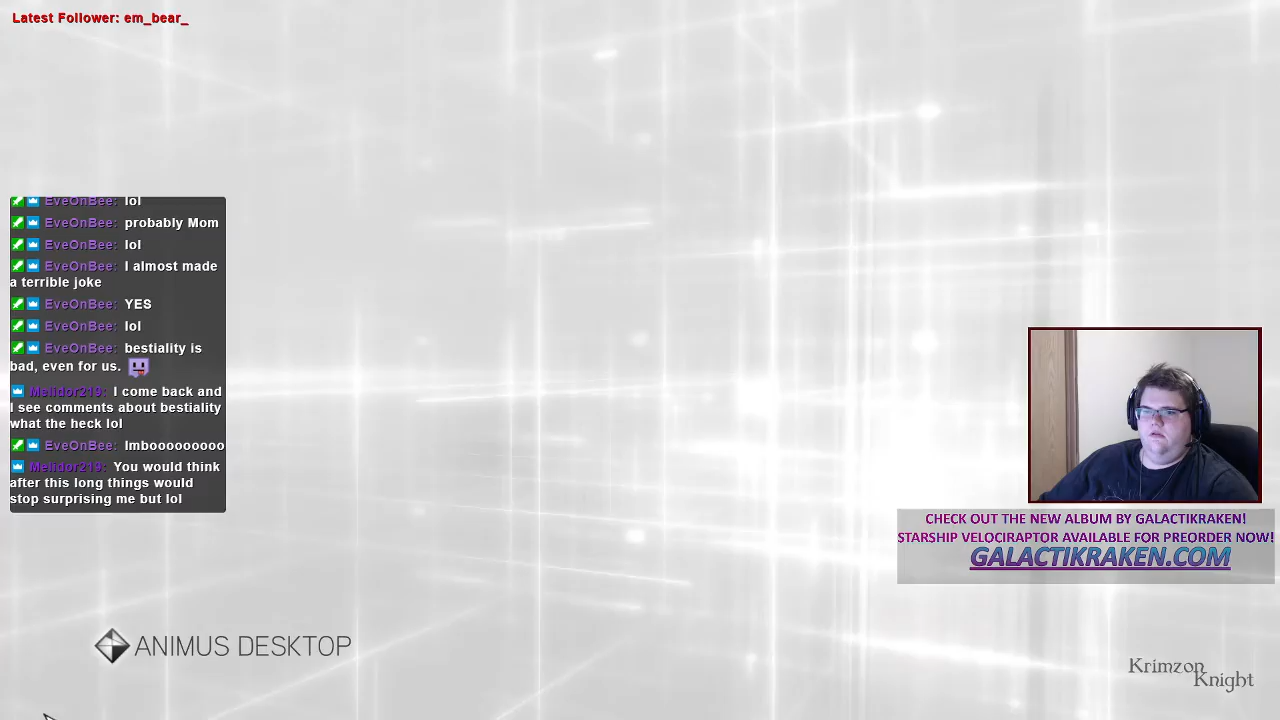 Latest Follower: em_bear_
EveOnBee: lol
EveOnBee: probably Mom
EveOnBee: lol
EveOnBee: I almost made
a terrible joke
EveOnBee: YES
EveOnBee: lol
EveOnBee: bestiality is
bad, even for us.
Melidor219: I come back and
I see comments about bestiality
what the heck lol
EveOnBee: lmbooooooooo
Melidor219: You would think
after this long things would
stop surprising me but lol
CHECK OUT THE NEW ALBUM BY GALACTIKRAKEN!
STARSHIP VELOCIRAPTOR AVAILABLE FOR PREORDER NOW!
GALACTIKRAKEN.COM
ANIMUS DESKTOP
Krimzon
Knight